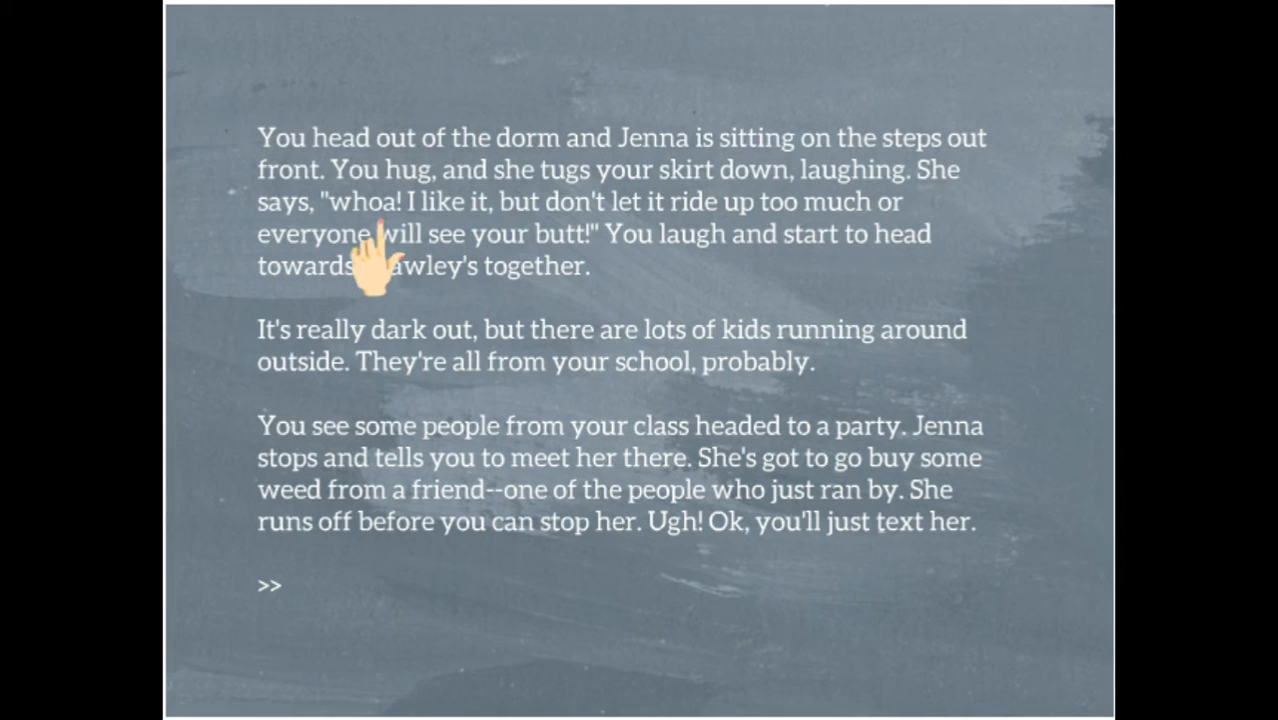 You head out of the dorm and Jenna is sitting on the steps out
front. You hug, and she tugs your skirt down, laughing. She
says, "whoa! I like it, but don't let it ride up too much or
everyone will see your butt!" You laugh and start to head
towards awley's together.
It's really dark out, but there are lots of kids running around
outside. They're all from your school, probably.
You see some people from your class headed to a party. Jenna
stops and tells you to meet her there. She's got to go buy some
weed from a friend--one of the people who just ran by. She
runs off before you can stop her. Ugh! Ok, you'll just text her.
>>